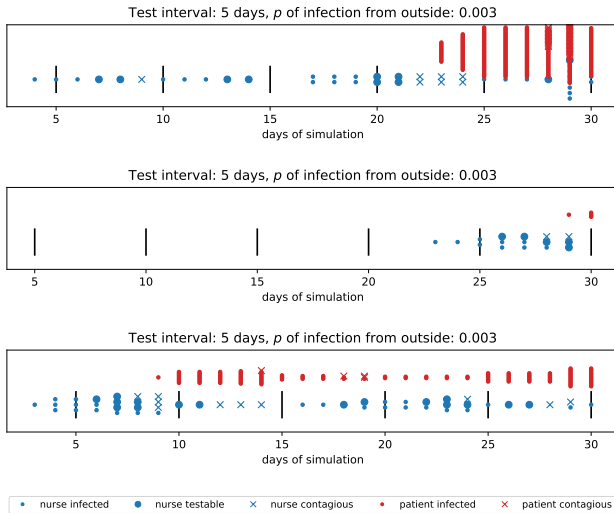 Test interval: 5 days, p of infection from outside: 0.003
5 10 15 20 25 30
days of simulation
Test interval: 5 days, p of infection from outside: 0.003
5 10 15 20 25 30
days of simulation
Test interval: 5 days, p of infection from outside: 0.003
5 10 15 20 25 30
days of simulation
nurse infected nurse testable nurse contagious patient infected patient contagious